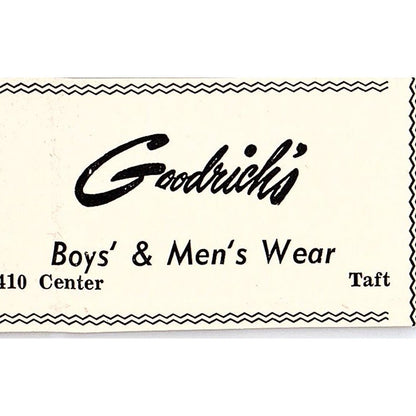 Goodrich's
Boys' & Men's Wear
410 Center Taft